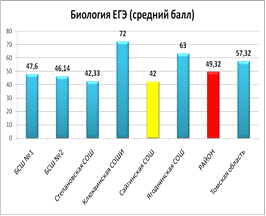 Биология ЕГЭ (средний балл)
80
70
60
50
40
30
20
10
0
47,6
46,14
42,33
72
42
63
49,32
57,32
БСШ №1
БСШ №2
Степановская СОШ
Клюквинская СОШИ
Сайгинская СОШ
Ягоднинская СОШ
РАЙОН
Томская область